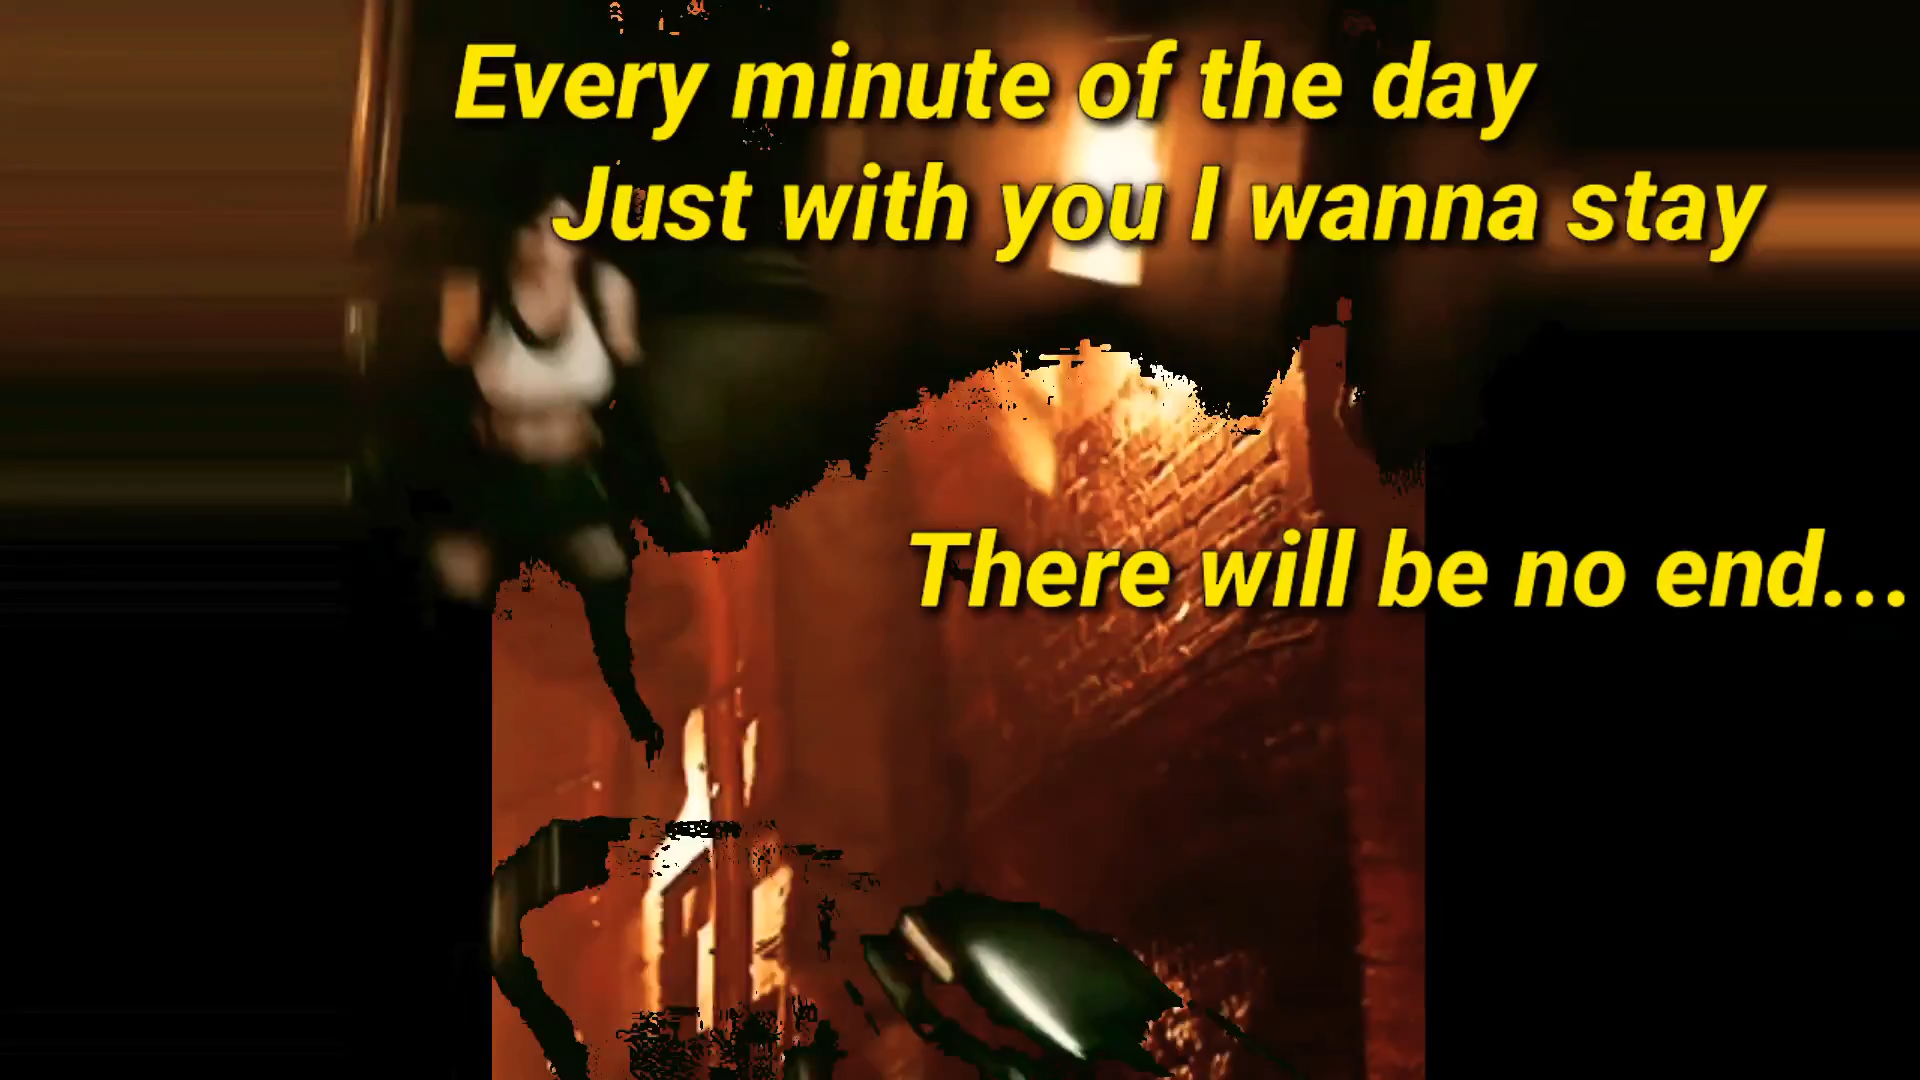 Every minute of the day
Just with you I wanna stay
There will be no end...